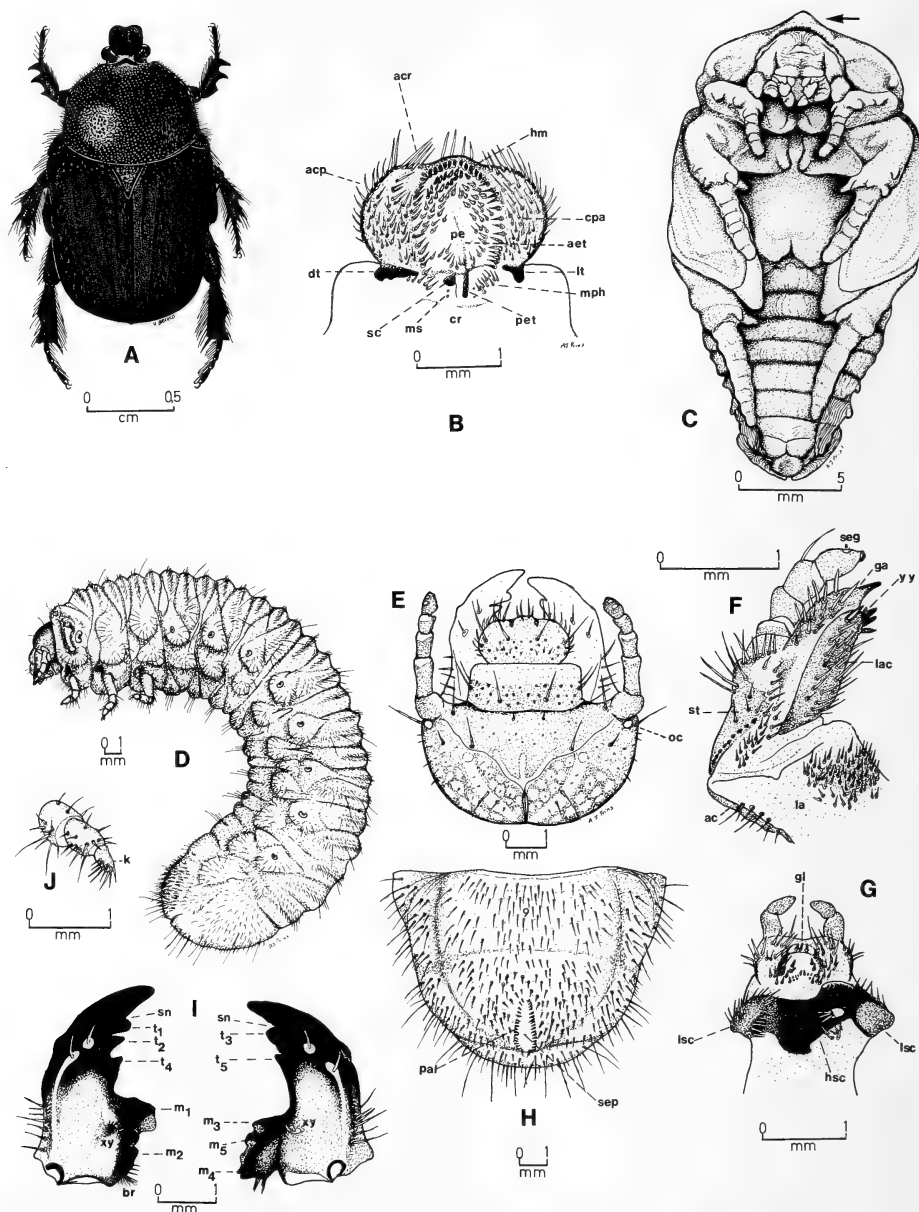 A
0 0,5
cm
acr
hm
acp
cpa
pe
aet
dt
lt
mph
sc
ms
cr
pet
A J Prins
0 1
mm
B
C
0 5
mm
D
0 1
mm
E
oc
A J Prins
0 1
mm
0 1
mm
F
seg
ga
yy
lac
st
la
ac
J
k
0 1
mm
G
gl
lsc
lsc
hsc
0 1
mm
H
pal
sep
0 1
mm
I
sn
t1
t2
t4
m1
xy
m2
br
sn
t3
t5
m3
xy
m5
m4
0 1
mm